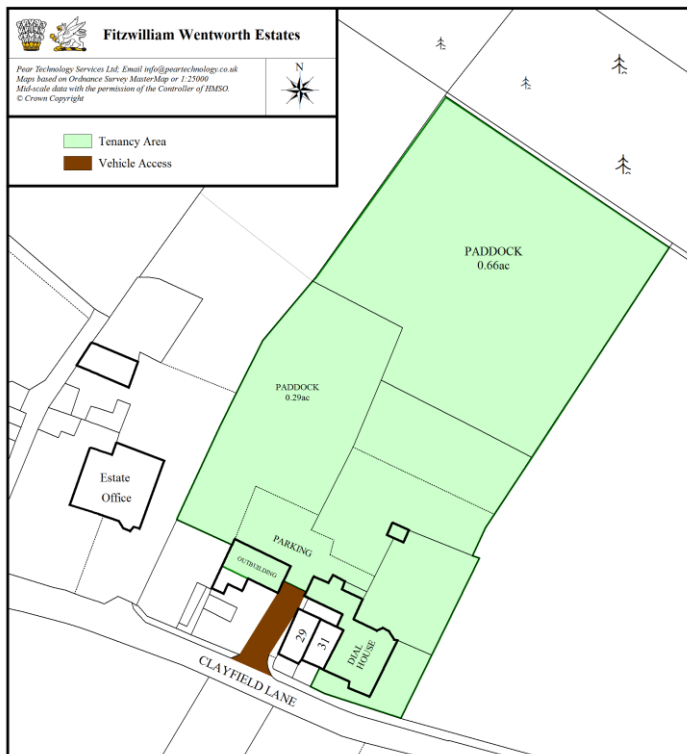 Fitzwilliam Wentworth Estates
Pear Technology Services Ltd; Email info@peartechnology.co.uk
Maps based on Ordnance Survey MasterMap or 1:25000
Mid-scale data with the permission of the Controller of HMSO.
© Crown Copyright
N
Tenancy Area
Vehicle Access
PADDOCK
0.66ac
PADDOCK
0.29ac
Estate
Office
PARKING
OUTBUILDING
29
31
DIAL
HOUSE
CLAYFIELD LANE